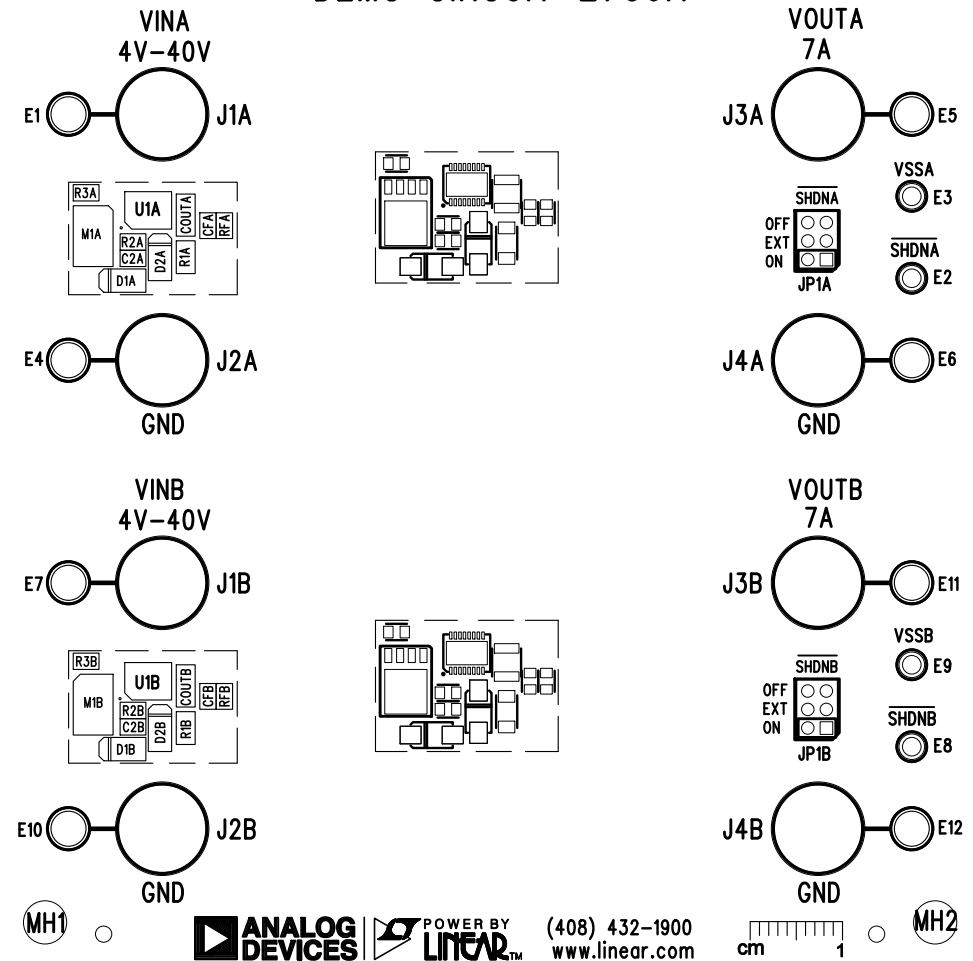 VINA
4V-40V
VOUTA
7A
E1
J1A
J3A
E5
VSSA
E3
R3A
U1A
COUTA
CFA
RFA
M1A
R2A
C2A
D2A
R1A
D1A
SHDNA
OFF
EXT
ON
JP1A
SHDNA
E2
E4
J2A
J4A
E6
GND
GND
VINB
4V-40V
VOUTB
7A
E7
J1B
J3B
E11
VSSB
E9
R3B
U1B
COUTB
CFB
RFB
M1B
R2B
C2B
D2B
R1B
D1B
SHDNB
OFF
EXT
ON
JP1B
SHDNB
E8
E10
J2B
J4B
E12
GND
GND
MH1
ANALOG
DEVICES
POWER BY
LINEAR™
(408) 432-1900
www.linear.com
cm 1
MH2